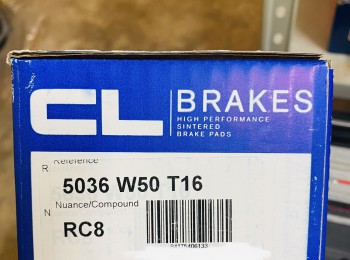 CL BRAKES
HIGH PERFORMANCE
SINTERED
BRAKE PADS
R Reference
5036 W50 T16
N Nuance/Compound
RC8